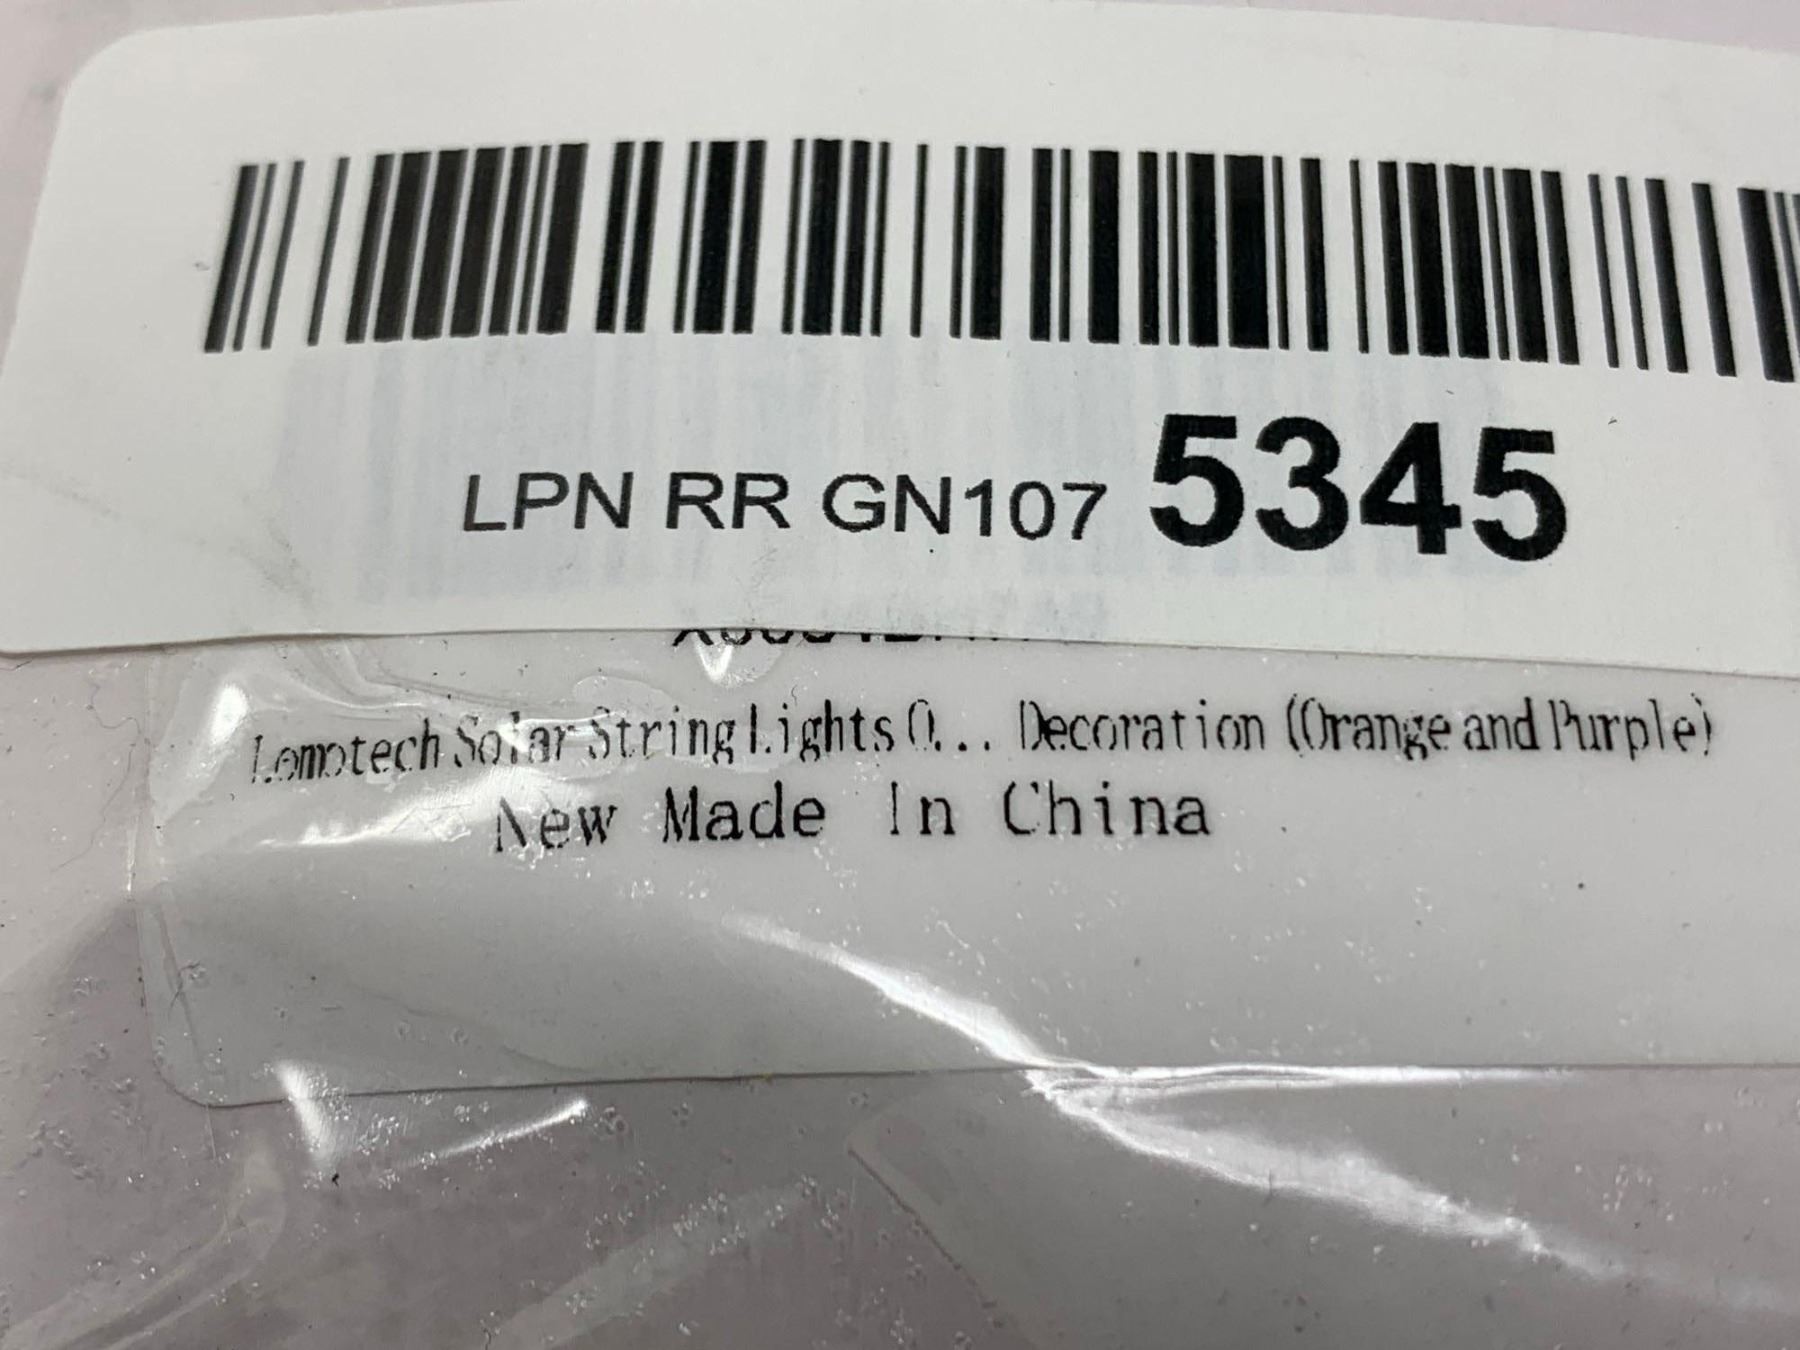 LPN RR GN107 5345
Lomotech Solar String Lights O... Decoration (Orange and Purple)
New Made In China